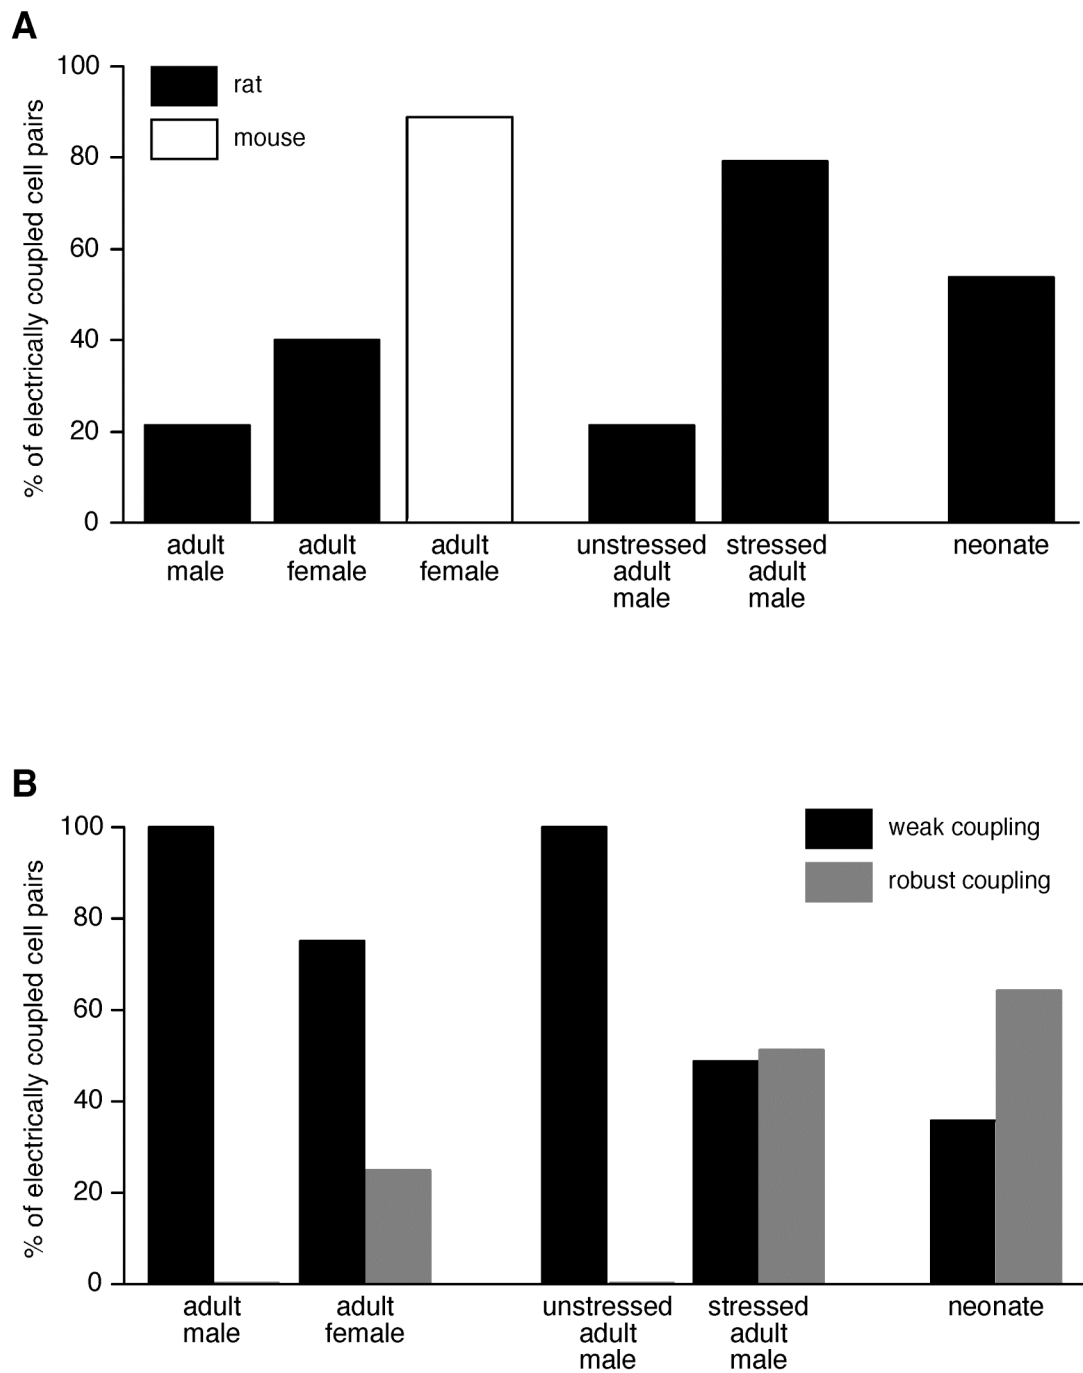 A
% of electrically coupled cell pairs
100
80
60
40
20
0
rat
mouse
adult
male
adult
female
adult
female
unstressed
adult
male
stressed
adult
male
neonate
B
% of electrically coupled cell pairs
100
80
60
40
20
0
weak coupling
robust coupling
adult
male
adult
female
unstressed
adult
male
stressed
adult
male
neonate